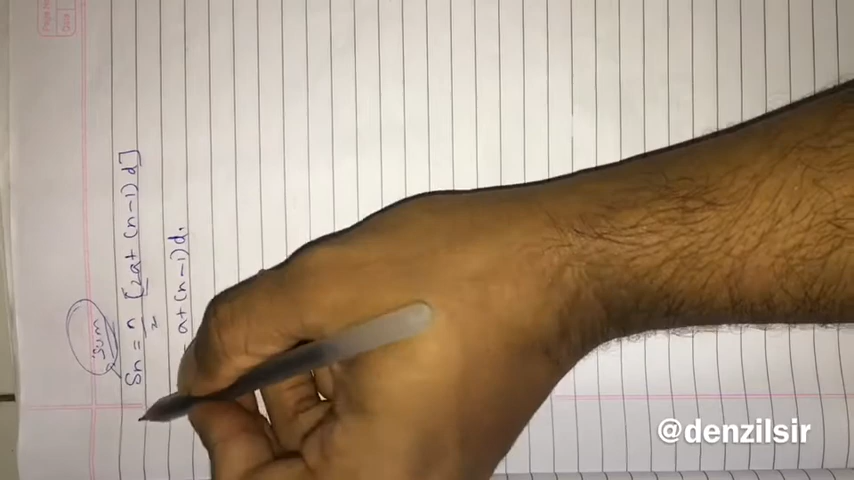 Sum
Sn = n/2 [2a + (n-1) d]
a + (n-1) d.
@denzilsir